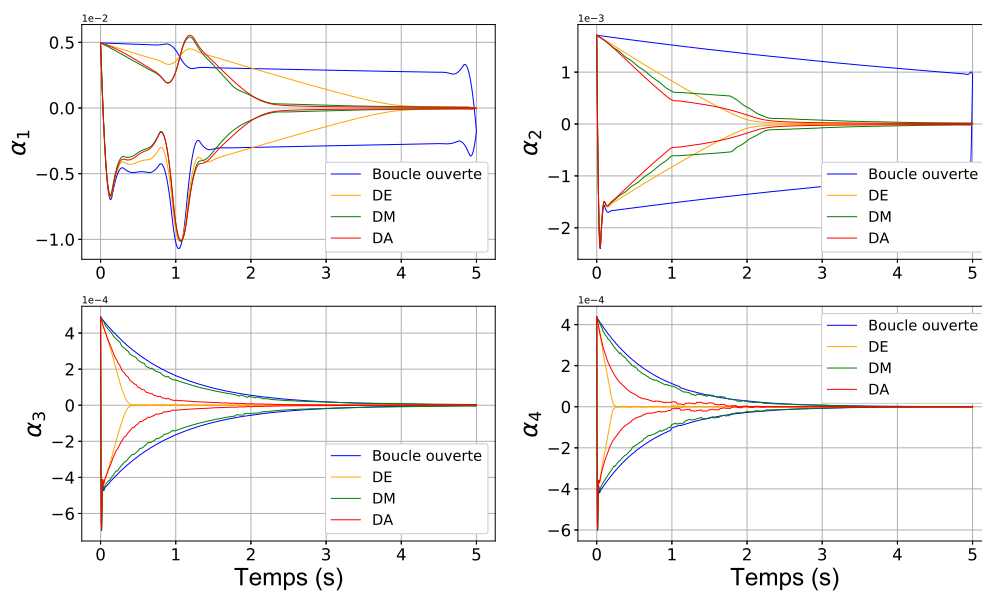 1e−2
0.5
0.0
−0.5
−1.0
α1
0 1 2 3 4 5
Boucle ouverte
DE
DM
DA
1e−3
1
0
−1
−2
α2
0 1 2 3 4 5
Boucle ouverte
DE
DM
DA
1e−4
4
2
0
−2
−4
−6
α3
0 1 2 3 4 5
Temps (s)
Boucle ouverte
DE
DM
DA
1e−4
4
2
0
−2
−4
−6
α4
0 1 2 3 4 5
Temps (s)
Boucle ouverte
DE
DM
DA